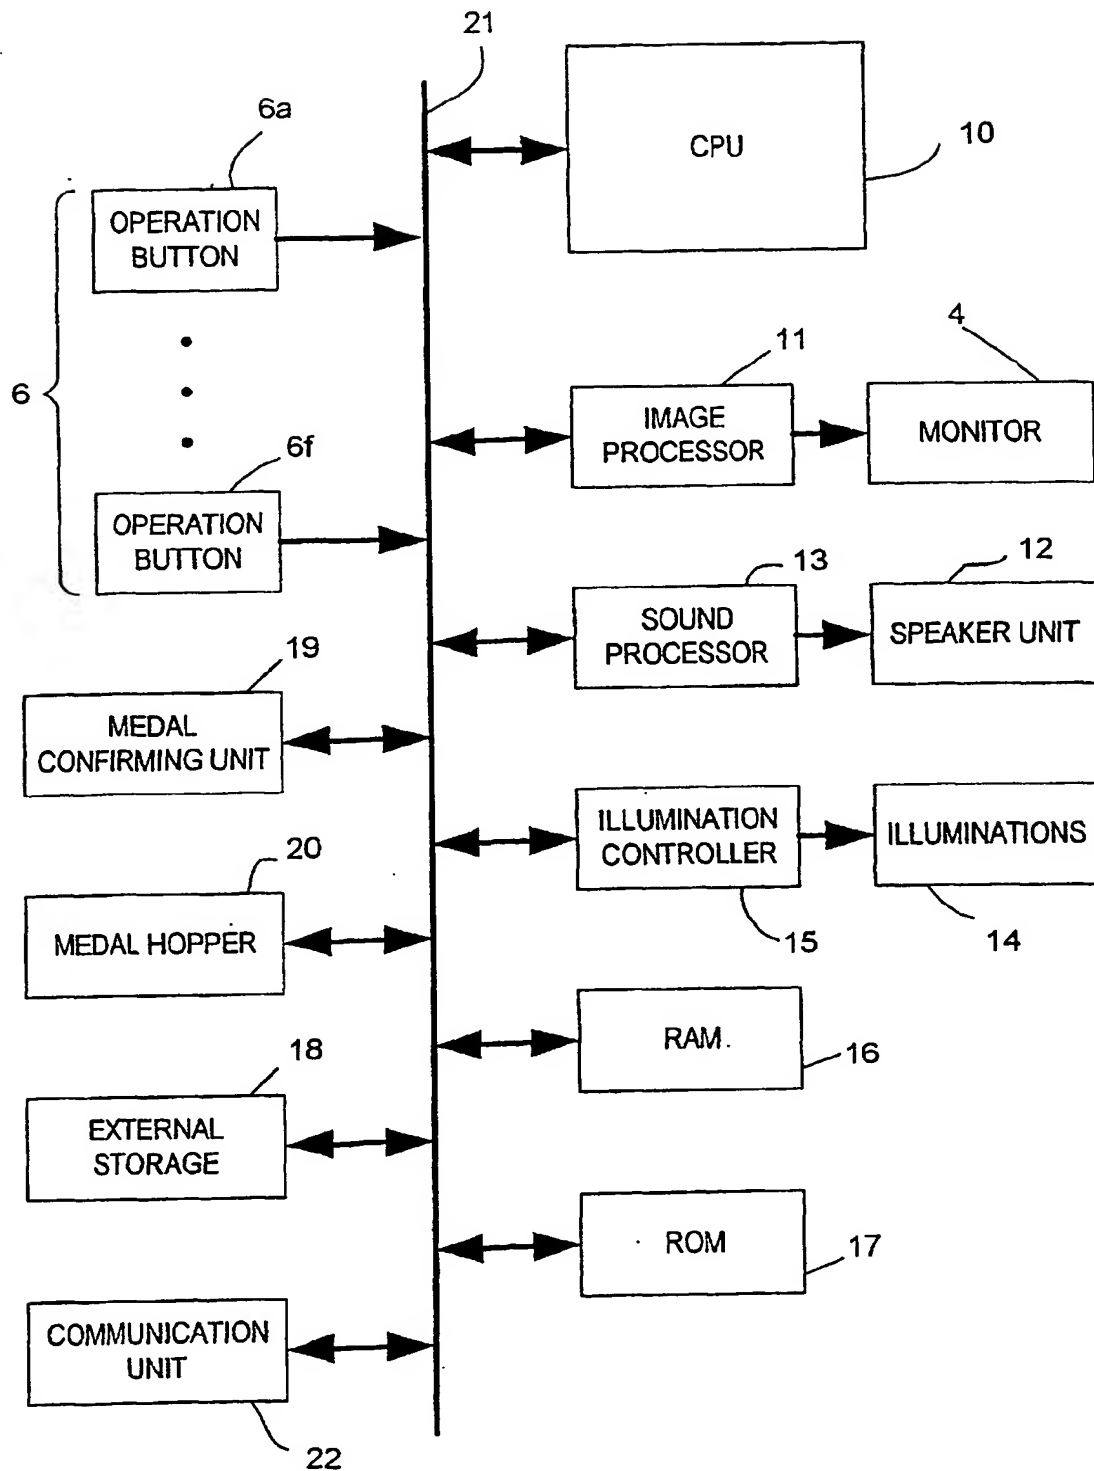 21
6a
CPU
10
OPERATION
BUTTON
6
11
4
IMAGE
PROCESSOR
MONITOR
6f
OPERATION
BUTTON
13
12
SOUND
PROCESSOR
SPEAKER UNIT
19
MEDAL
CONFIRMING UNIT
ILLUMINATION
CONTROLLER
ILLUMINATIONS
20
15
14
MEDAL HOPPER
RAM
16
18
EXTERNAL
STORAGE
ROM
17
COMMUNICATION
UNIT
22